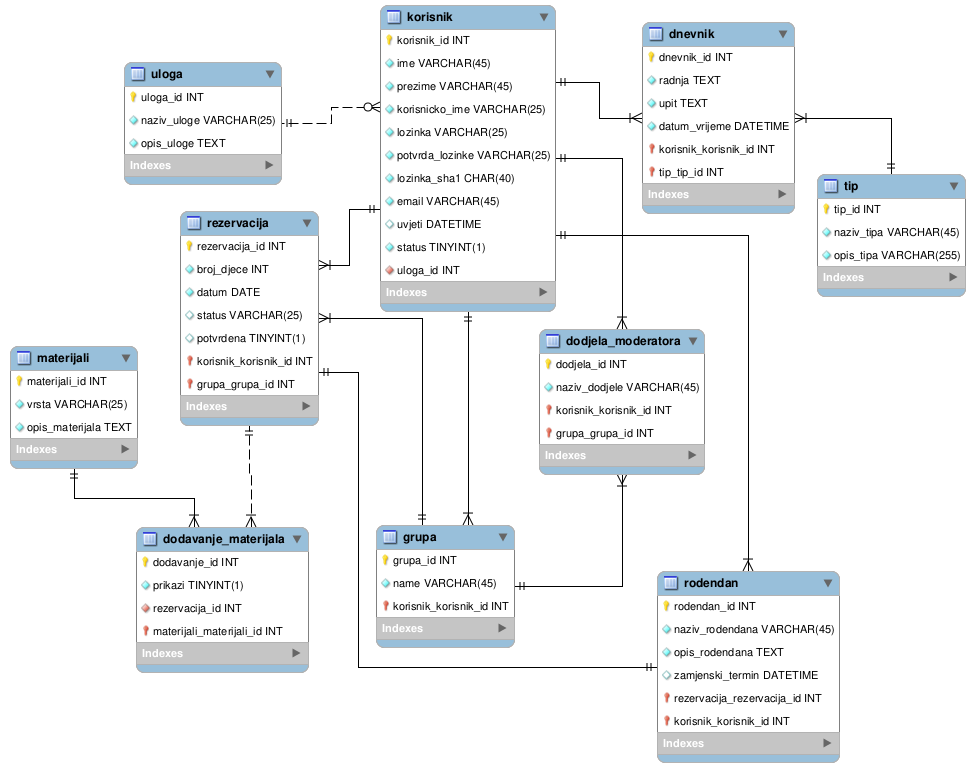 korisnik
korisnik_id INT
ime VARCHAR(45)
prezime VARCHAR(45)
korisnicko_ime VARCHAR(25)
lozinka VARCHAR(25)
potvrda_lozinke VARCHAR(25)
lozinka_sha1 CHAR(40)
email VARCHAR(45)
uvjeti DATETIME
status TINYINT(1)
uloga_id INT
Indexes
dnevnik
dnevnik_id INT
radnja TEXT
upit TEXT
datum_vrijeme DATETIME
korisnik_korisnik_id INT
tip_tip_id INT
Indexes
uloga
uloga_id INT
naziv_uloge VARCHAR(25)
opis_uloge TEXT
Indexes
tip
tip_id INT
naziv_tipa VARCHAR(45)
opis_tipa VARCHAR(255)
Indexes
rezervacija
rezervacija_id INT
broj_djece INT
datum DATE
status VARCHAR(25)
potvrdena TINYINT(1)
korisnik_korisnik_id INT
grupa_grupa_id INT
Indexes
dodjela_moderatora
dodjela_id INT
naziv_dodjele VARCHAR(45)
korisnik_korisnik_id INT
grupa_grupa_id INT
Indexes
materijali
materijali_id INT
vrsta VARCHAR(25)
opis_materijala TEXT
Indexes
dodavanje_materijala
dodavanje_id INT
prikazi TINYINT(1)
rezervacija_id INT
materijali_materijali_id INT
Indexes
grupa
grupa_id INT
name VARCHAR(45)
korisnik_korisnik_id INT
Indexes
rodendan
rodendan_id INT
naziv_rodendana VARCHAR(45)
opis_rodendana TEXT
zamjenski_termin DATETIME
rezervacija_rezervacija_id INT
korisnik_korisnik_id INT
Indexes